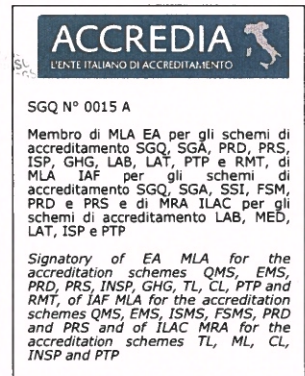 ACCREDIA
L'ENTE ITALIANO DI ACCREDITAMENTO
SGQ N° 0015 A
Membro di MLA EA per gli schemi di
accreditamento SGQ, SGA, PRD, PRS,
ISP, GHG, LAB, LAT, PTP e RMT, di
MLA IAF per gli schemi di
accreditamento SGQ, SGA, SSI, FSM,
PRD e PRS e di MRA ILAC per gli
schemi di accreditamento LAB, MED,
LAT, ISP e PTP
Signatory of EA MLA for the
accreditation schemes QMS, EMS,
PRD, PRS, INSP, GHG, TL, CL, PTP and
RMT, of IAF MLA for the accreditation
schemes QMS, EMS, ISMS, FSMS, PRD
and PRS and of ILAC MRA for the
accreditation schemes TL, ML, CL,
INSP and PTP